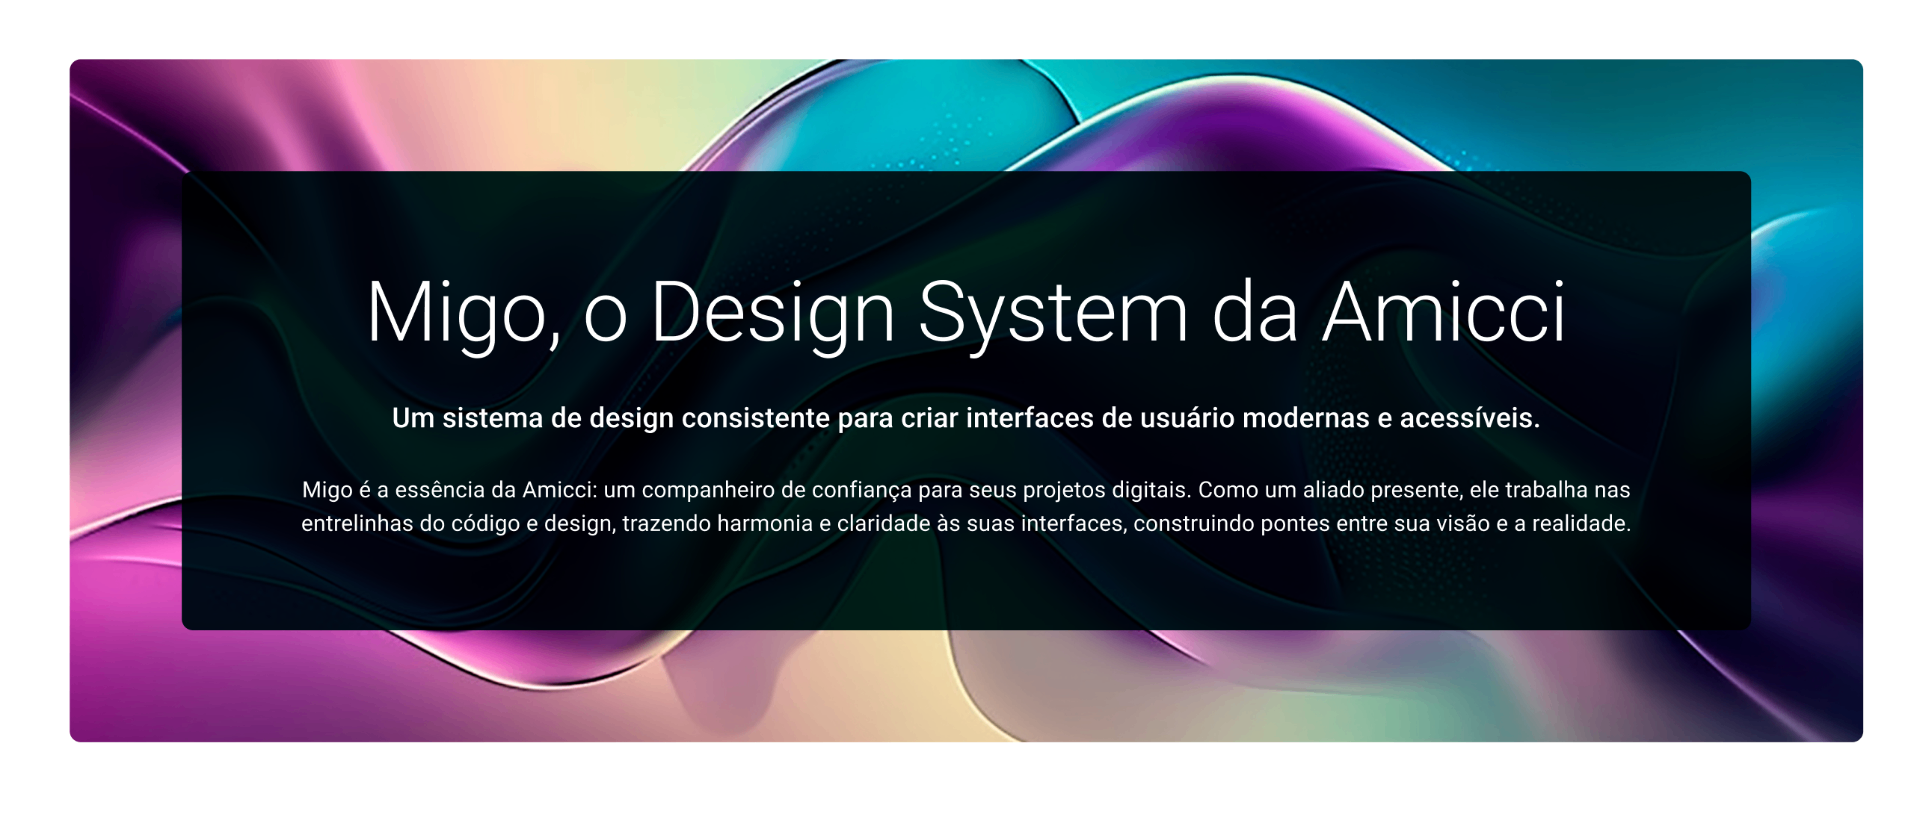 Migo, o Design System da Amicci
Um sistema de design consistente para criar interfaces de usuário modernas e acessíveis.
Migo é a essência da Amicci: um companheiro de confiança para seus projetos digitais. Como um aliado presente, ele trabalha nas
entrelinhas do código e design, trazendo harmonia e claridade às suas interfaces, construindo pontes entre sua visão e a realidade.